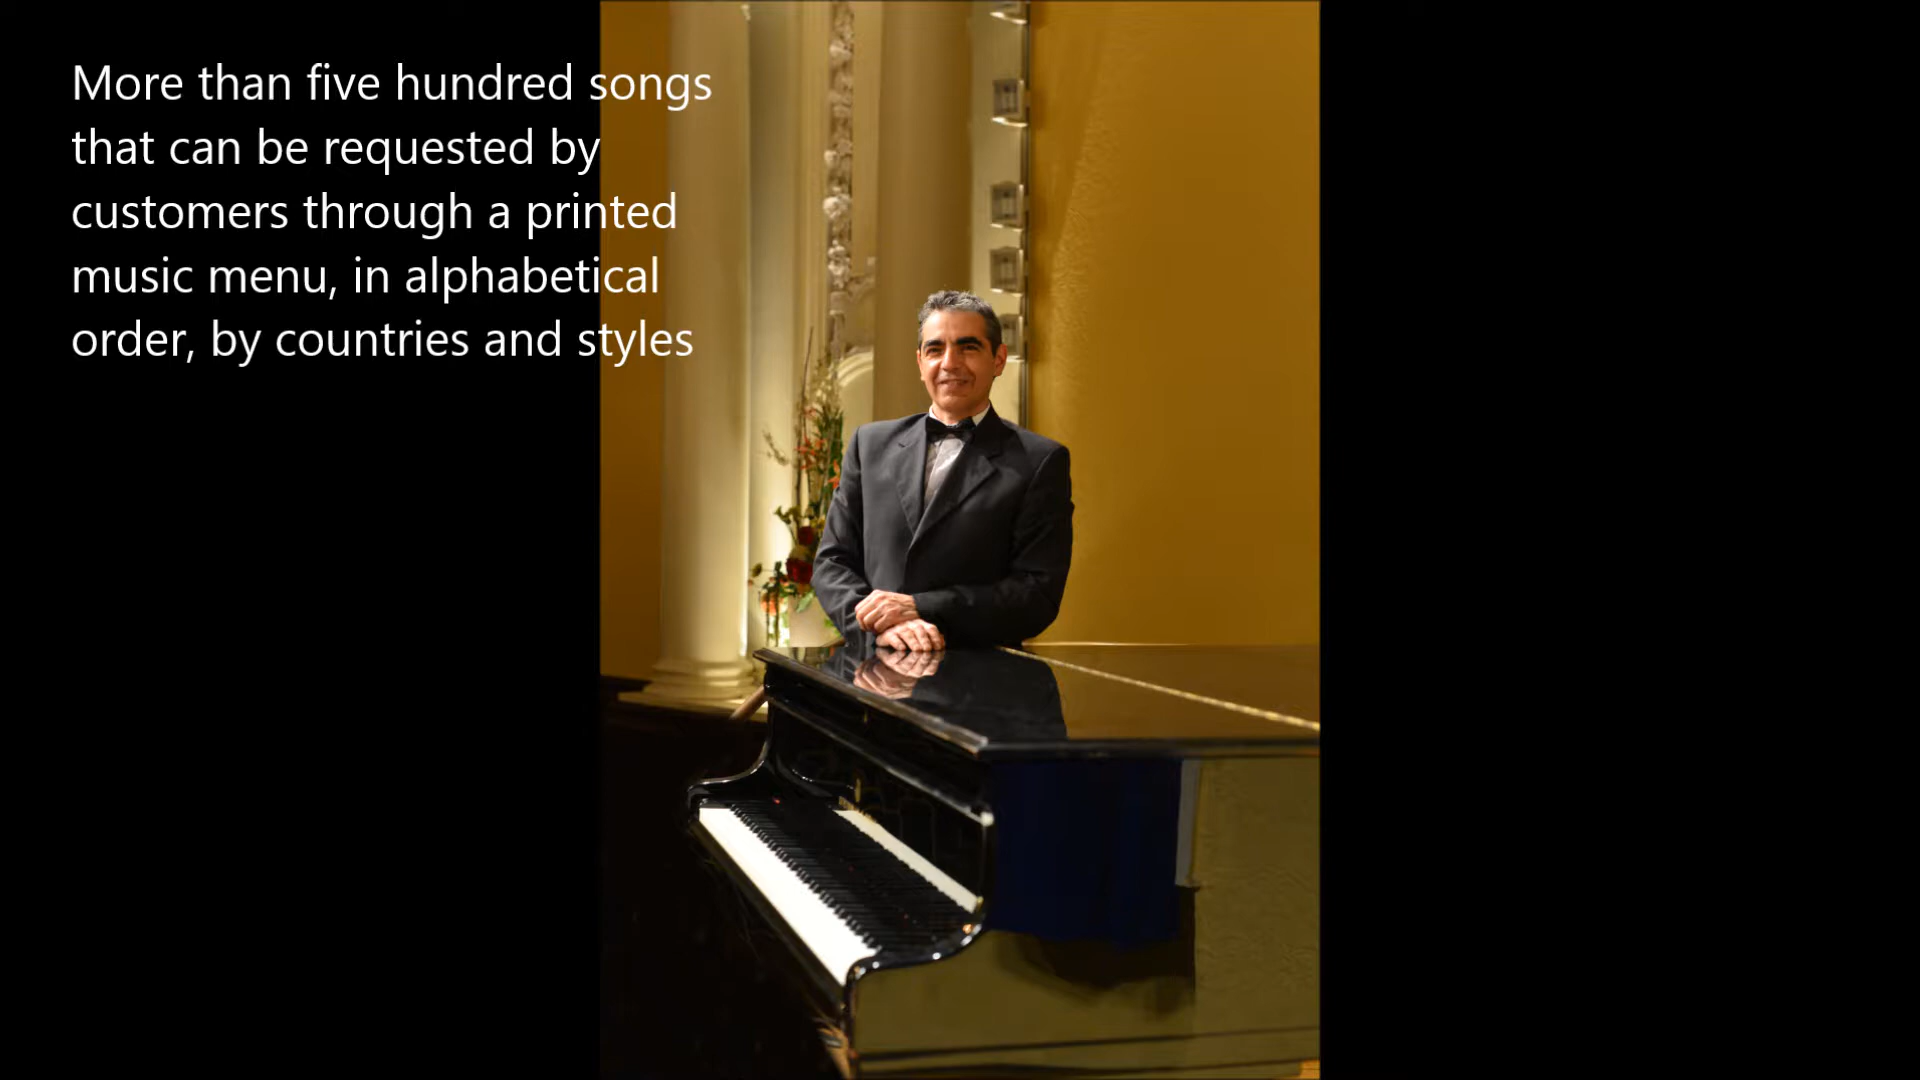 More than five hundred songs
that can be requested by
customers through a printed
music menu, in alphabetical
order, by countries and styles